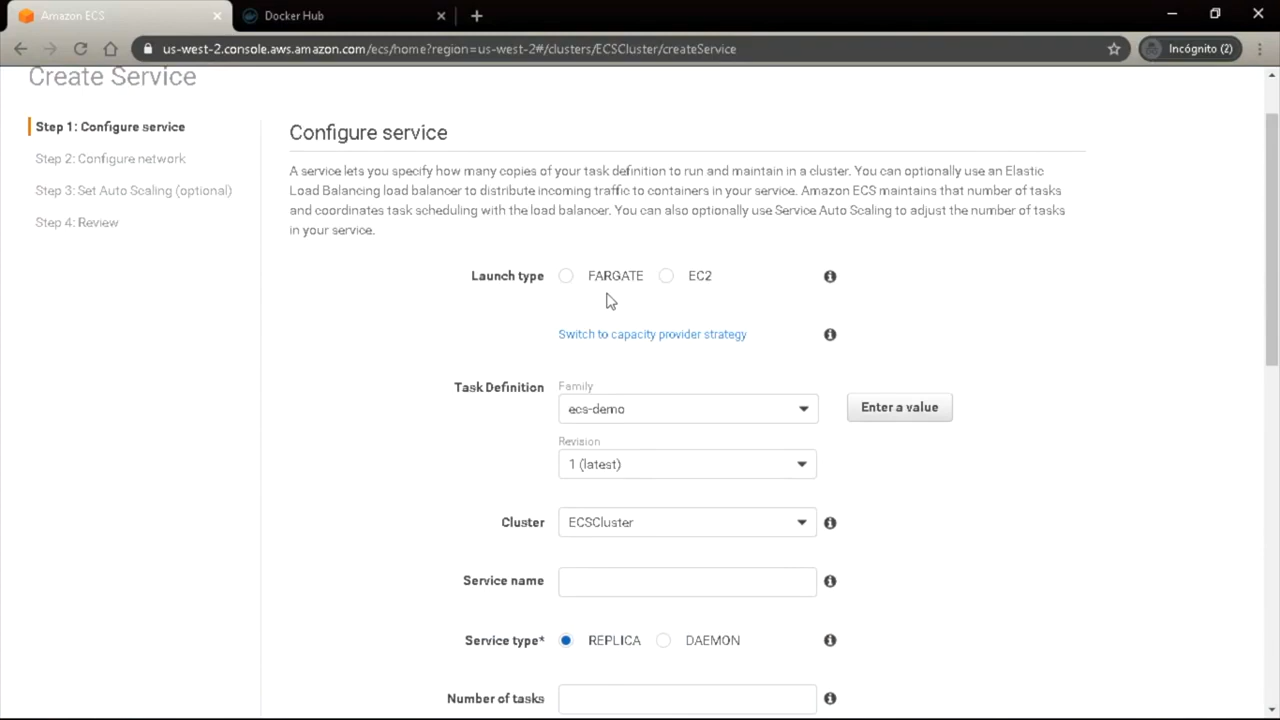 Amazon ECS
Docker Hub
us-west-2.console.aws.amazon.com/ecs/home?region=us-west-2#/clusters/ECSCluster/createService
Incógnito (2)
Create Service
Step 1: Configure service
Step 2: Configure network
Step 3: Set Auto Scaling (optional)
Step 4: Review
Configure service
A service lets you specify how many copies of your task definition to run and maintain in a cluster. You can optionally use an Elastic
Load Balancing load balancer to distribute incoming traffic to containers in your service. Amazon ECS maintains that number of tasks
and coordinates task scheduling with the load balancer. You can also optionally use Service Auto Scaling to adjust the number of tasks
in your service.
Launch type FARGATE EC2
Switch to capacity provider strategy
Task Definition
Family
ecs-demo
Enter a value
Revision
1 (latest)
Cluster ECSCluster
Service name
Service type* REPLICA DAEMON
Number of tasks